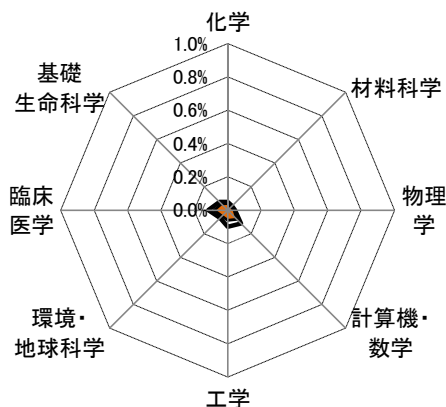 化学
1.0%
0.8%
0.6%
0.4%
0.2%
0.0%
材料科学
物理
学
計算機・
数学
工学
環境・
地球科学
臨床
医学
基礎
生命科学